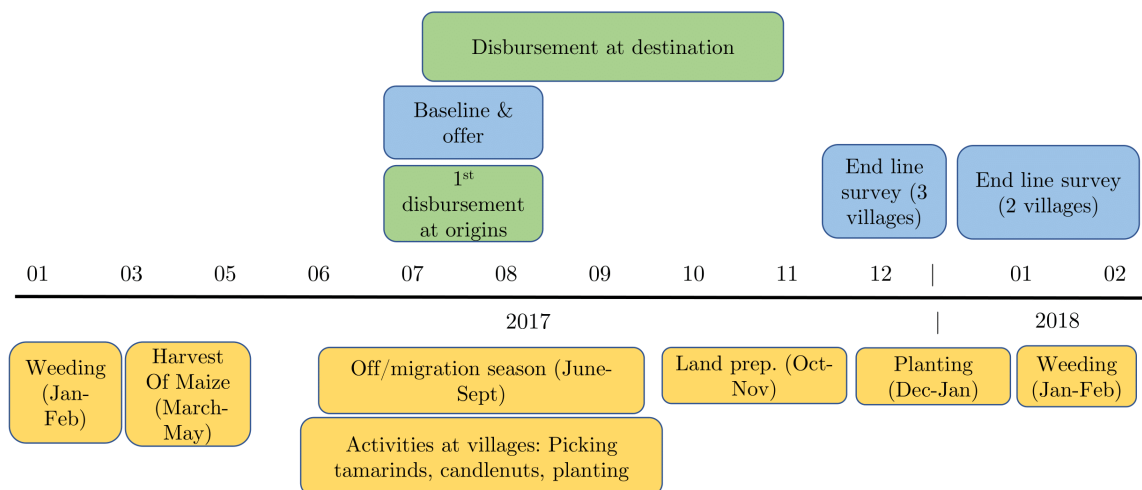 Disbursement at destination
Baseline &
offer
1st
disbursement
at origins
End line
survey (3
villages)
End line survey
(2 villages)
01 03 05 06 07 08 09 10 11 12 | 01 02
2017 | 2018
Weeding
(Jan-
Feb)
Harvest
Of Maize
(March-
May)
Off/migration season (June-
Sept)
Land prep. (Oct-
Nov)
Planting
(Dec-Jan)
Weeding
(Jan-Feb)
Activities at villages: Picking
tamarinds, candlenuts, planting